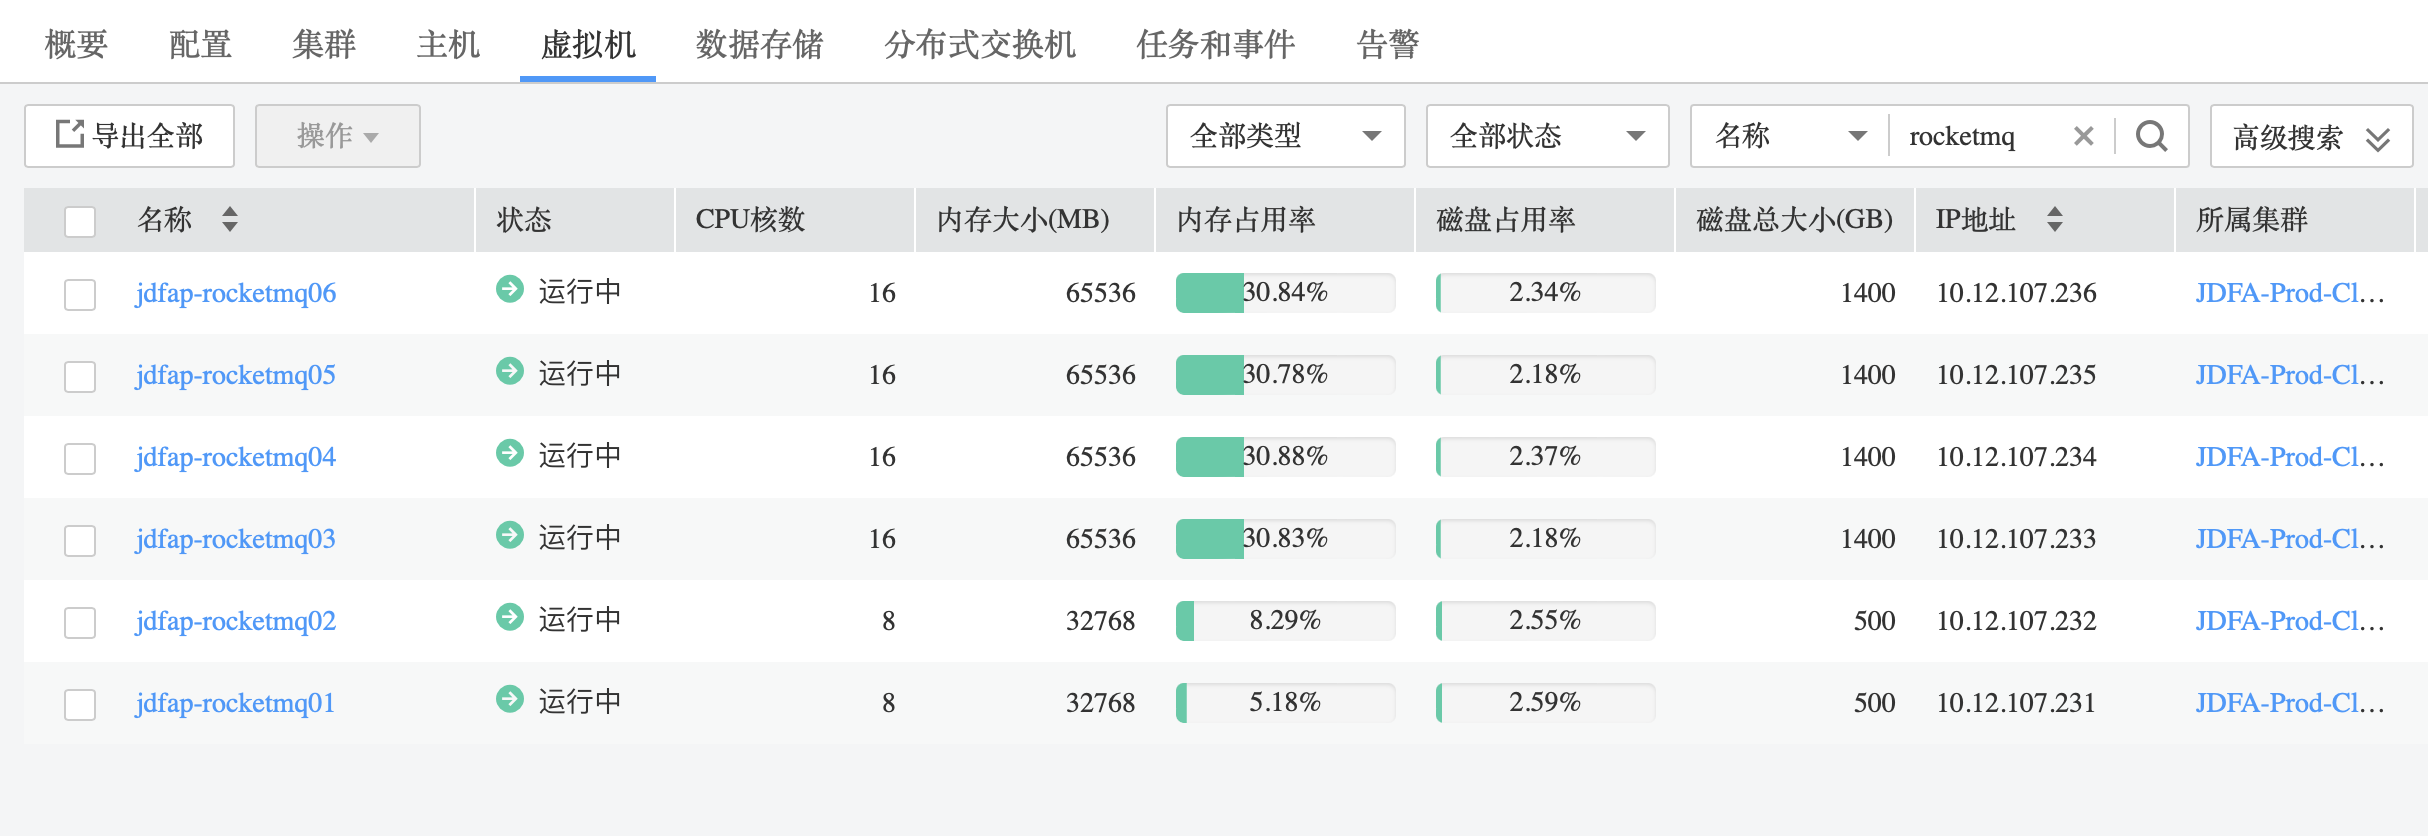 概要 配置 集群 主机 虚拟机 数据存储 分布式交换机 任务和事件 告警
导出全部 操作 全部类型 全部状态 名称 rocketmq 高级搜索
名称 状态 CPU核数 内存大小(MB) 内存占用率 磁盘占用率 磁盘总大小(GB) IP地址 所属集群
jdfap-rocketmq06 运行中 16 65536 30.84% 2.34% 1400 10.12.107.236 JDFA-Prod-Cl...
jdfap-rocketmq05 运行中 16 65536 30.78% 2.18% 1400 10.12.107.235 JDFA-Prod-Cl...
jdfap-rocketmq04 运行中 16 65536 30.88% 2.37% 1400 10.12.107.234 JDFA-Prod-Cl...
jdfap-rocketmq03 运行中 16 65536 30.83% 2.18% 1400 10.12.107.233 JDFA-Prod-Cl...
jdfap-rocketmq02 运行中 8 32768 8.29% 2.55% 500 10.12.107.232 JDFA-Prod-Cl...
jdfap-rocketmq01 运行中 8 32768 5.18% 2.59% 500 10.12.107.231 JDFA-Prod-Cl...